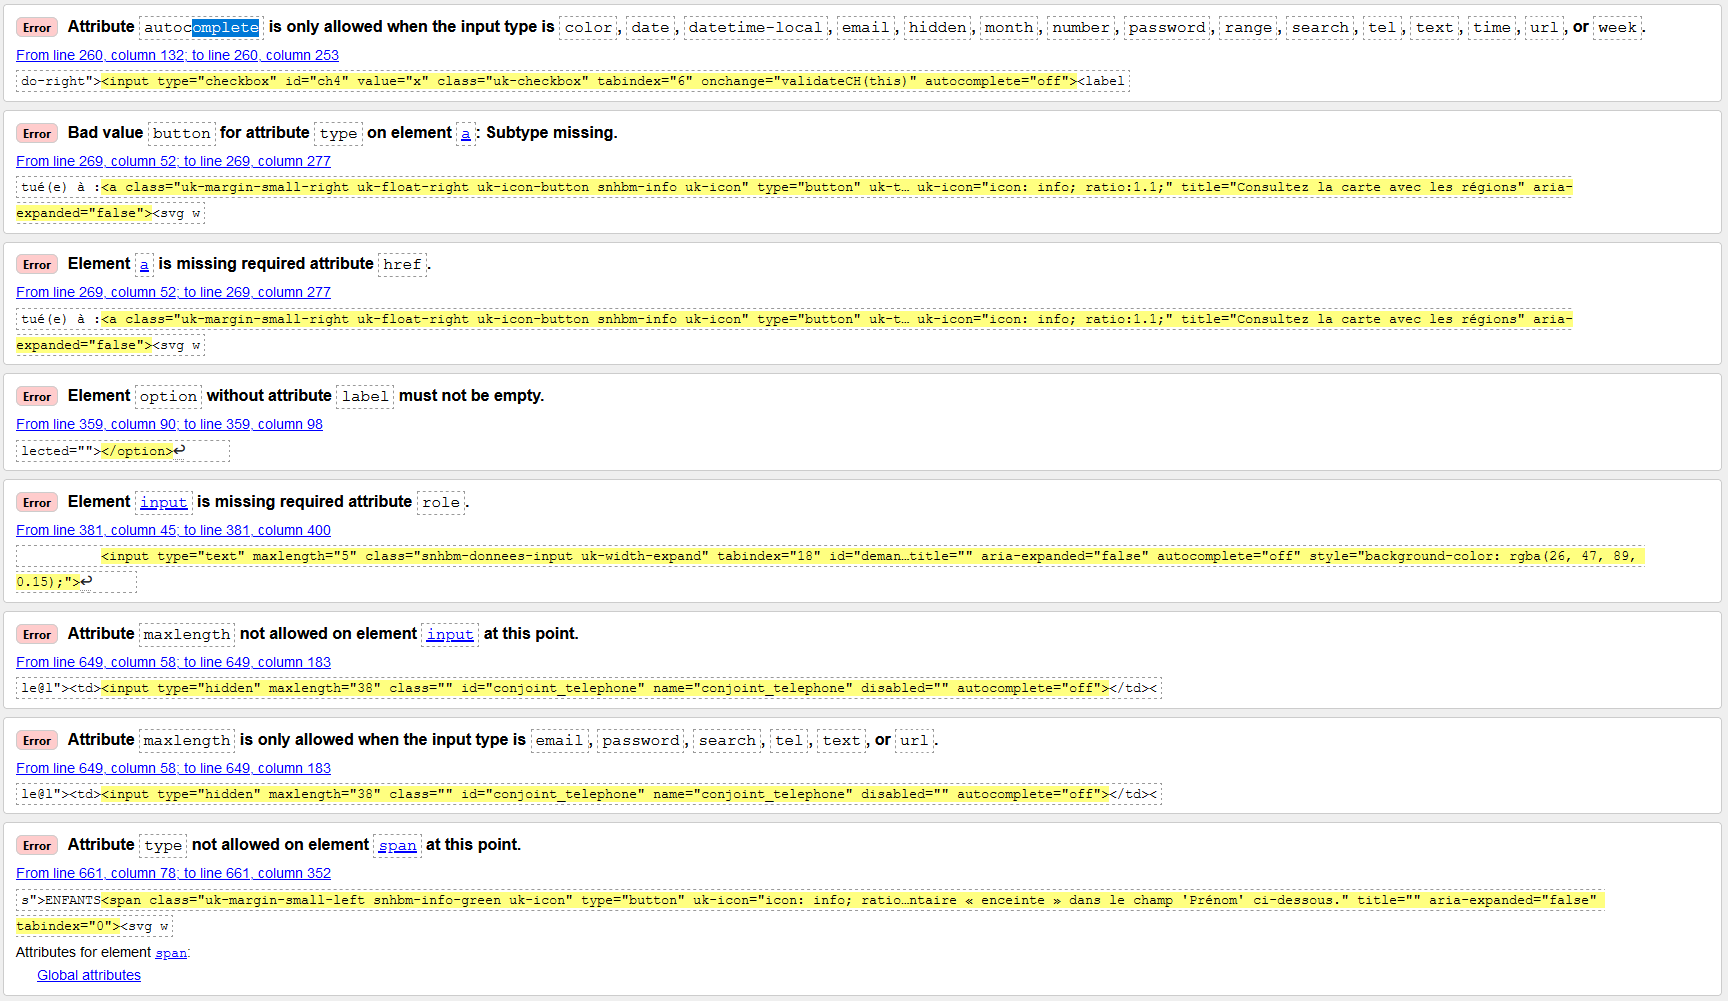 Error Attribute autocomplete is only allowed when the input type is color, date, datetime-local, email, hidden, month, number, password, range, search, tel, text, time, url, or week.
From line 260, column 132; to line 260, column 253
do-right"><input type="checkbox" id="ch4" value="x" class="uk-checkbox" tabindex="6" onchange="validateCH(this)" autocomplete="off"><label
Error Bad value button for attribute type on element a: Subtype missing.
From line 269, column 52; to line 269, column 277
tué(e) à :<a class="uk-margin-small-right uk-float-right uk-icon-button snhbm-info uk-icon" type="button" uk-t… uk-icon="icon: info; ratio:1.1;" title="Consultez la carte avec les régions" aria-
expanded="false"><svg w
Error Element a is missing required attribute href.
From line 269, column 52; to line 269, column 277
tué(e) à :<a class="uk-margin-small-right uk-float-right uk-icon-button snhbm-info uk-icon" type="button" uk-t… uk-icon="icon: info; ratio:1.1;" title="Consultez la carte avec les régions" aria-
expanded="false"><svg w
Error Element option without attribute label must not be empty.
From line 359, column 90; to line 359, column 98
lected=""></option>↩
Error Element input is missing required attribute role.
From line 381, column 45; to line 381, column 400
<input type="text" maxlength="5" class="snhbm-donnees-input uk-width-expand" tabindex="18" id="deman…title="" aria-expanded="false" autocomplete="off" style="background-color: rgba(26, 47, 89,
0.15);">↩
Error Attribute maxlength not allowed on element input at this point.
From line 649, column 58; to line 649, column 183
le@l"><td><input type="hidden" maxlength="38" class="" id="conjoint_telephone" name="conjoint_telephone" disabled="" autocomplete="off"></td><
Error Attribute maxlength is only allowed when the input type is email, password, search, tel, text, or url.
From line 649, column 58; to line 649, column 183
le@l"><td><input type="hidden" maxlength="38" class="" id="conjoint_telephone" name="conjoint_telephone" disabled="" autocomplete="off"></td><
Error Attribute type not allowed on element span at this point.
From line 661, column 78; to line 661, column 352
s">ENFANTS<span class="uk-margin-small-left snhbm-info-green uk-icon" type="button" uk-icon="icon: info; ratio…ntaire « enceinte » dans le champ 'Prénom' ci-dessous." title="" aria-expanded="false"
tabindex="0"><svg w
Attributes for element span:
Global attributes